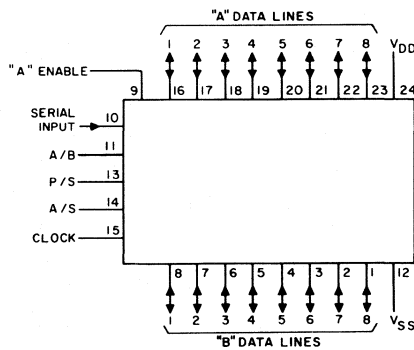 "A" DATA LINES
1 2 3 4 5 6 7 8 VDD
"A" ENABLE
9 16 17 18 19 20 21 22 23 24
SERIAL INPUT 10
A/B 11
P/S 13
A/S 14
CLOCK 15
8 7 6 5 4 3 2 1 12
1 2 3 4 5 6 7 8 VSS
"B" DATA LINES